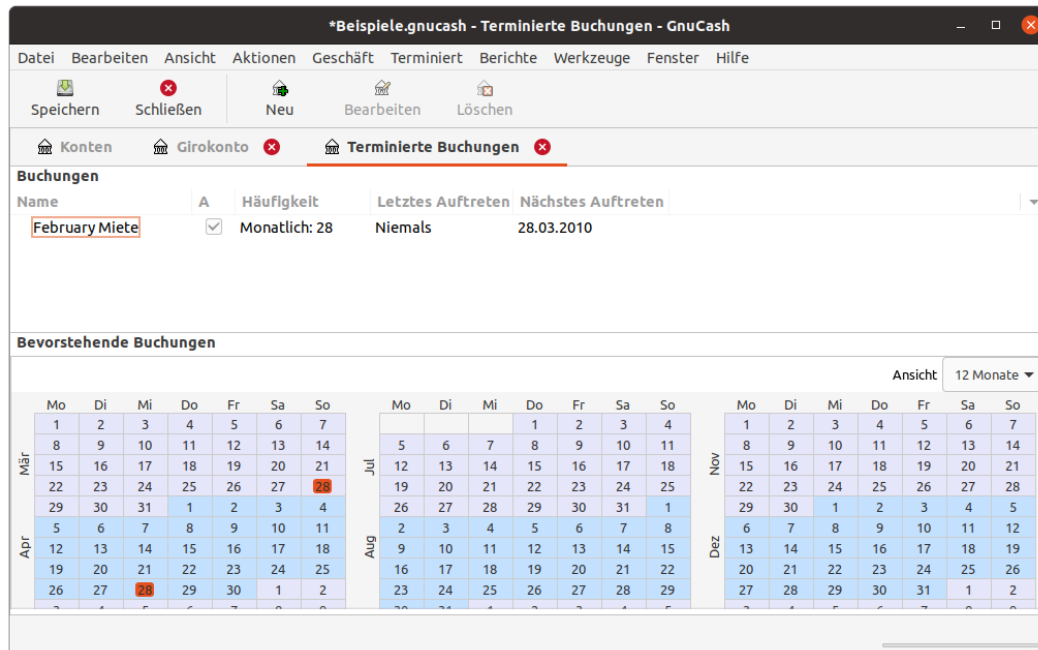 *Beispiele.gnucash - Terminierte Buchungen - GnuCash
Datei Bearbeiten Ansicht Aktionen Geschäft Terminiert Berichte Werkzeuge Fenster Hilfe
Speichern Schließen Neu Bearbeiten Löschen
Konten Girokonto Terminierte Buchungen
Buchungen
Name A Häufigkeit Letztes Auftreten Nächstes Auftreten
February Miete Monatlich: 28 Niemals 28.03.2010
Bevorstehende Buchungen
Ansicht 12 Monate
Mo Di Mi Do Fr Sa So Mo Di Mi Do Fr Sa So Mo Di Mi Do Fr Sa So
1 2 3 4 5 6 7 1 2 3 4 1 2 3 4 5 6 7
8 9 10 11 12 13 14 5 6 7 8 9 10 11 8 9 10 11 12 13 14
Mär 15 16 17 18 19 20 21 Jul 12 13 14 15 16 17 18 Nov 15 16 17 18 19 20 21
22 23 24 25 26 27 28 19 20 21 22 23 24 25 22 23 24 25 26 27 28
29 30 31 1 2 3 4 26 27 28 29 30 31 1 29 30 1 2 3 4 5
5 6 7 8 9 10 11 2 3 4 5 6 7 8 6 7 8 9 10 11 12
Apr 12 13 14 15 16 17 18 Aug 9 10 11 12 13 14 15 Dez 13 14 15 16 17 18 19
19 20 21 22 23 24 25 16 17 18 19 20 21 22 20 21 22 23 24 25 26
26 27 28 29 30 1 2 23 24 25 26 27 28 29 27 28 29 30 31 1 2